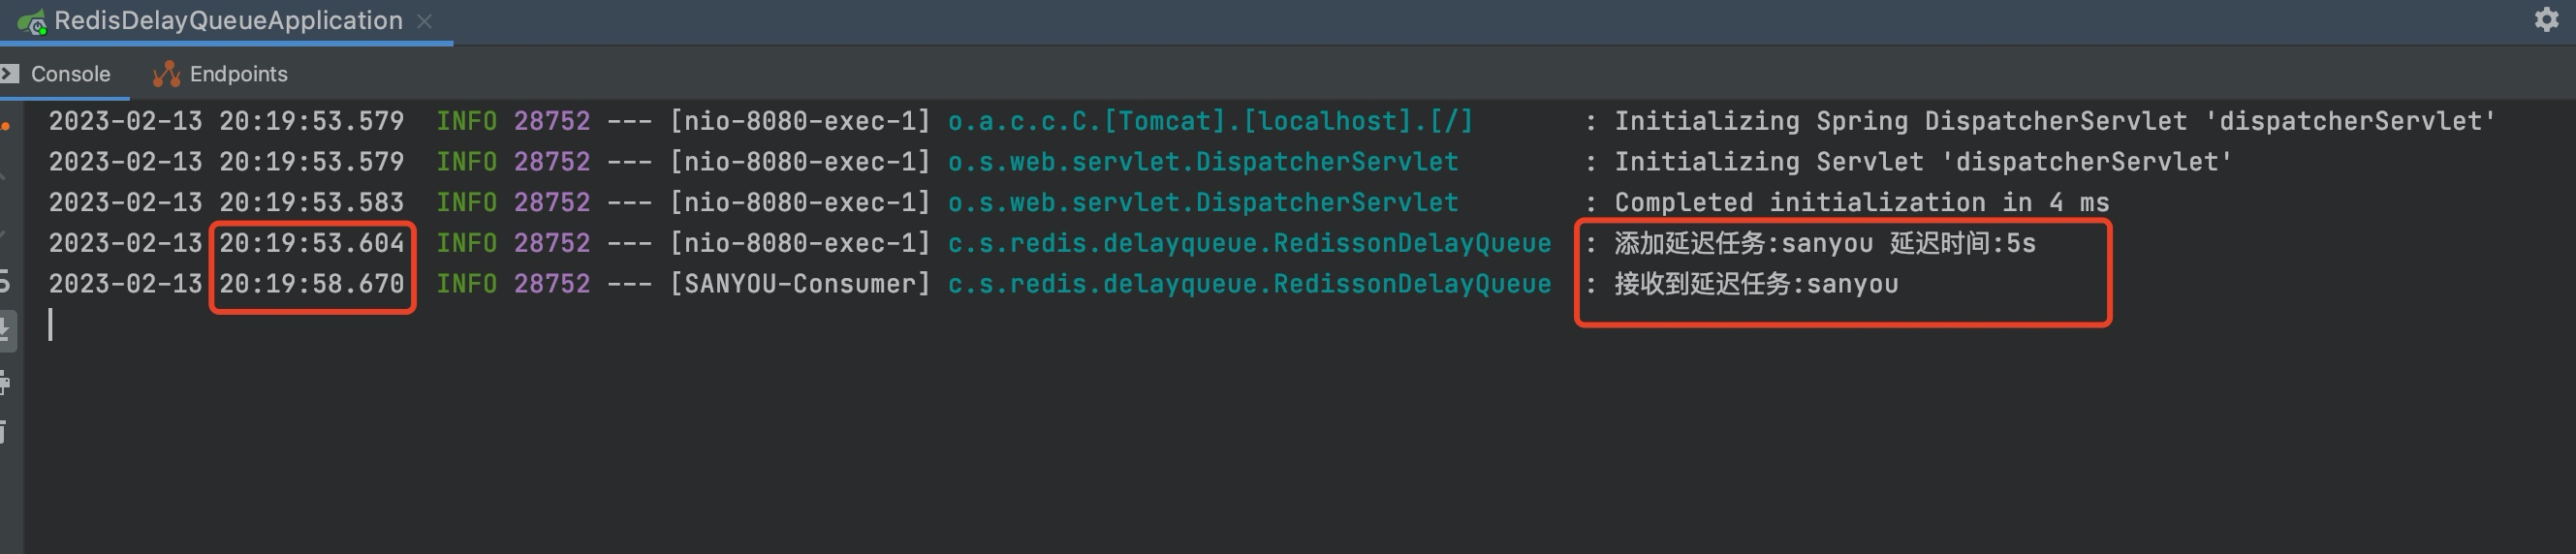 RedisDelayQueueApplication
Console Endpoints
2023-02-13 20:19:53.579 INFO 28752 --- [nio-8080-exec-1] o.a.c.c.C.[Tomcat].[localhost].[/] : Initializing Spring DispatcherServlet 'dispatcherServlet'
2023-02-13 20:19:53.579 INFO 28752 --- [nio-8080-exec-1] o.s.web.servlet.DispatcherServlet : Initializing Servlet 'dispatcherServlet'
2023-02-13 20:19:53.583 INFO 28752 --- [nio-8080-exec-1] o.s.web.servlet.DispatcherServlet : Completed initialization in 4 ms
2023-02-13 20:19:53.604 INFO 28752 --- [nio-8080-exec-1] c.s.redis.delayqueue.RedissonDelayQueue : 添加延迟任务:sanyou 延迟时间:5s
2023-02-13 20:19:58.670 INFO 28752 --- [SANYOU-Consumer] c.s.redis.delayqueue.RedissonDelayQueue : 接收到延迟任务:sanyou